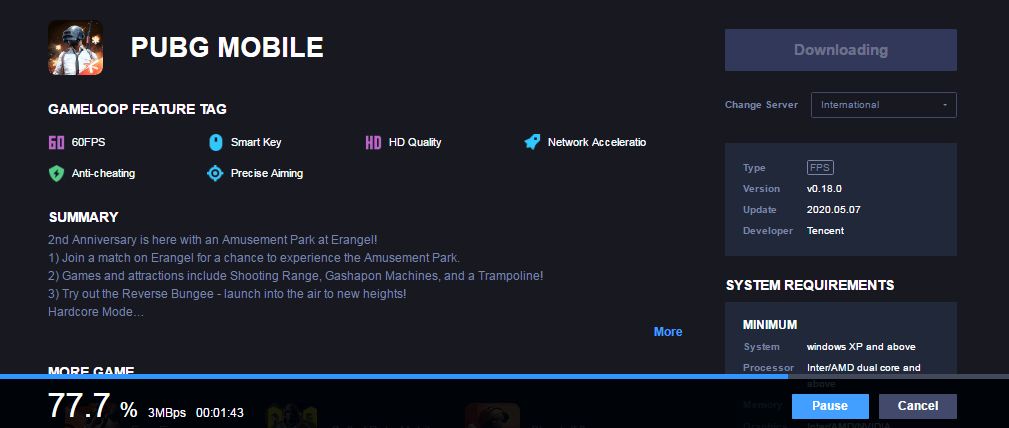 PUBG MOBILE
Downloading
Change Server International
GAMELOOP FEATURE TAG
60 60FPS
Smart Key
HD HD Quality
Network Acceleratio
Anti-cheating
Precise Aiming
Type FPS
Version v0.18.0
Update 2020.05.07
Developer Tencent
SUMMARY
2nd Anniversary is here with an Amusement Park at Erangel!
1) Join a match on Erangel for a chance to experience the Amusement Park.
2) Games and attractions include Shooting Range, Gashapon Machines, and a Trampoline!
3) Try out the Reverse Bungee - launch into the air to new heights!
Hardcore Mode...
More
SYSTEM REQUIREMENTS
MINIMUM
System windows XP and above
Processor Inter/AMD dual core and
above
Memory
MORE GAME
77.7 % 3MBps 00:01:43
Pause
Cancel
Inter/AMD/NVIDIA